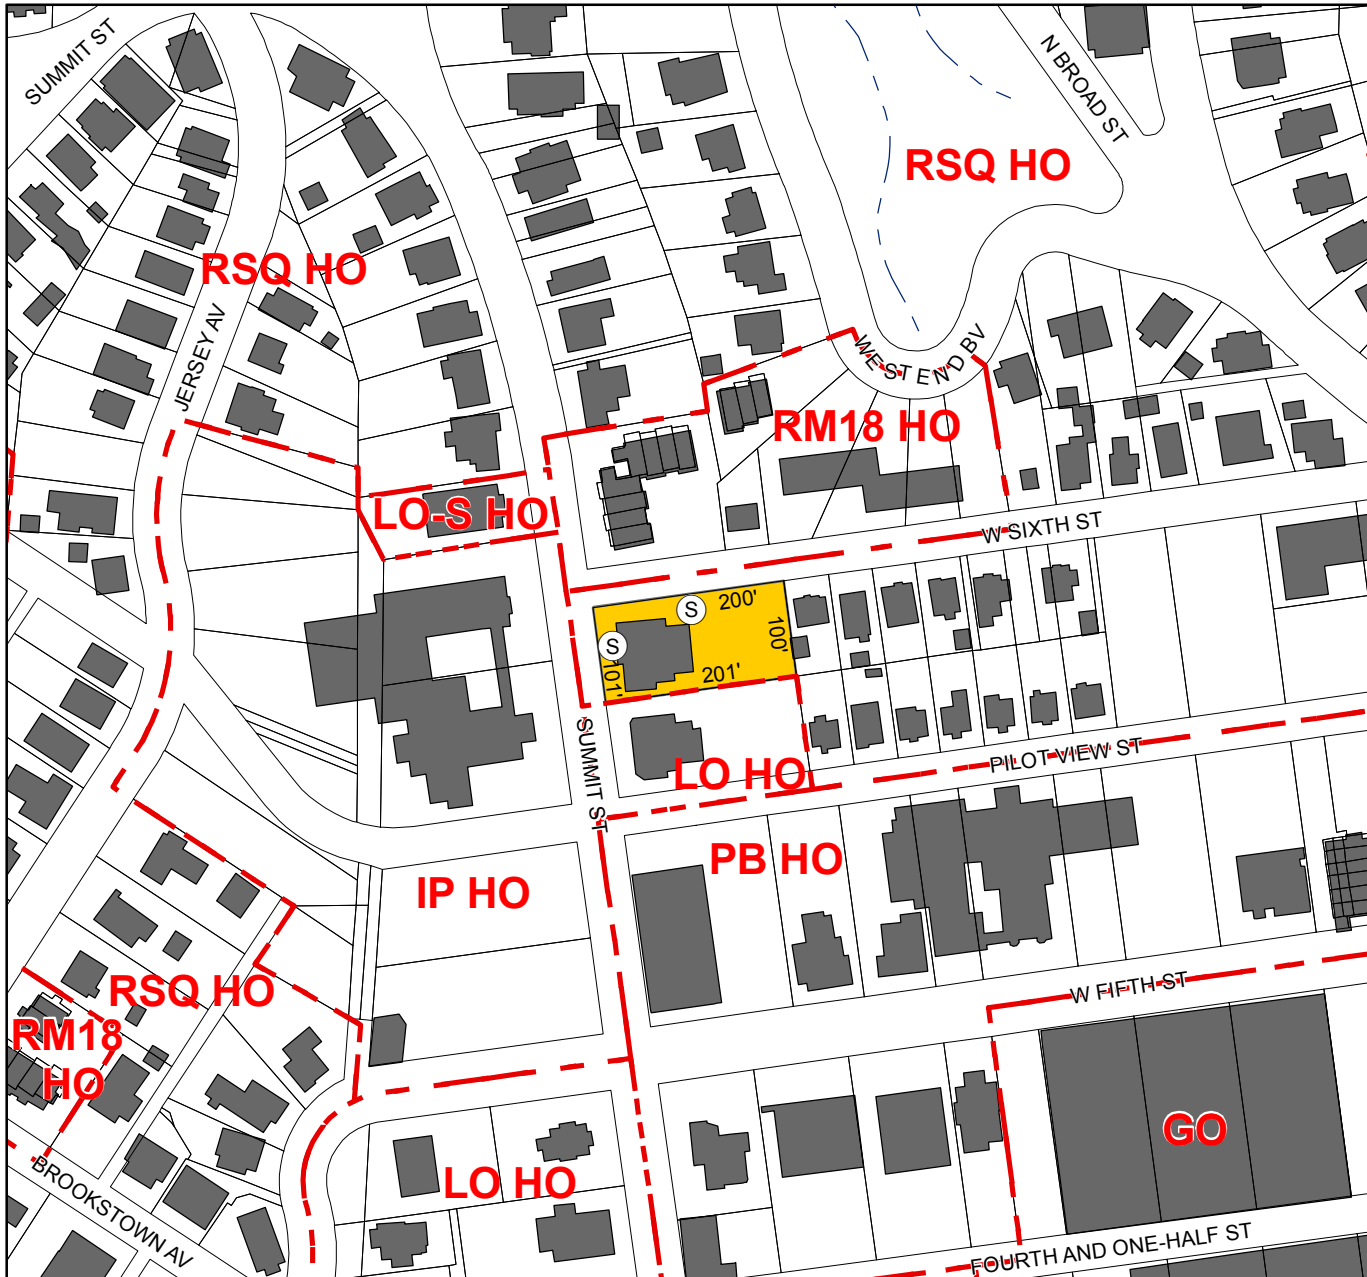 SUMMIT ST
N BROAD ST
RSQ HO
RSQ HO
JERSEY AV
WEST END BV
RM18 HO
LO-S HO
W SIXTH ST
S
200'
S
100'
101'
201'
SUMMIT ST
LO HO
PILOT VIEW ST
PB HO
IP HO
RSQ HO
W FIFTH ST
RM18
HO
GO
BROOKSTOWN AV
LO HO
FOURTH AND ONE-HALF ST